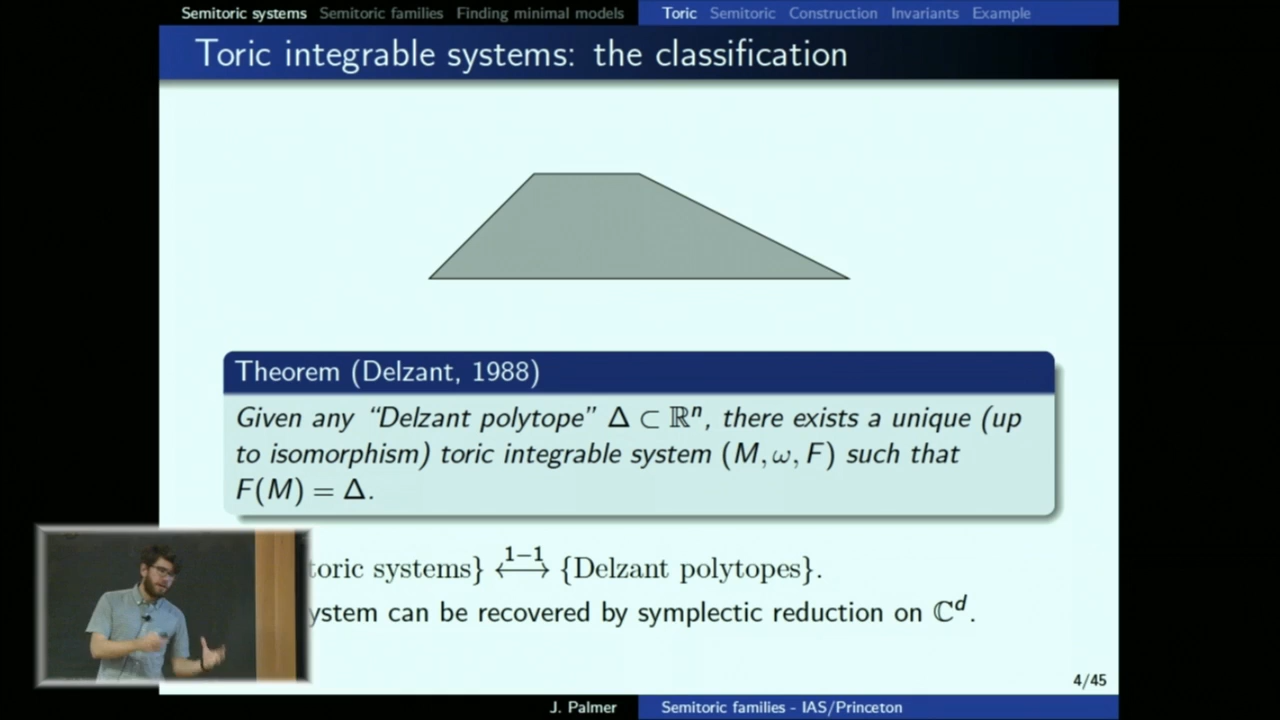 Semitoric systems Semitoric families Finding minimal models Toric Semitoric Construction Invariants Example
Toric integrable systems: the classification
Theorem (Delzant, 1988)
Given any “Delzant polytope” Δ ⊂ ℝⁿ, there exists a unique (up
to isomorphism) toric integrable system (M, ω, F) such that
F(M) = Δ.
toric systems} ⟷ 1−1 {Delzant polytopes}.
system can be recovered by symplectic reduction on ℂᵈ.
4/45
J. Palmer Semitoric families - IAS/Princeton